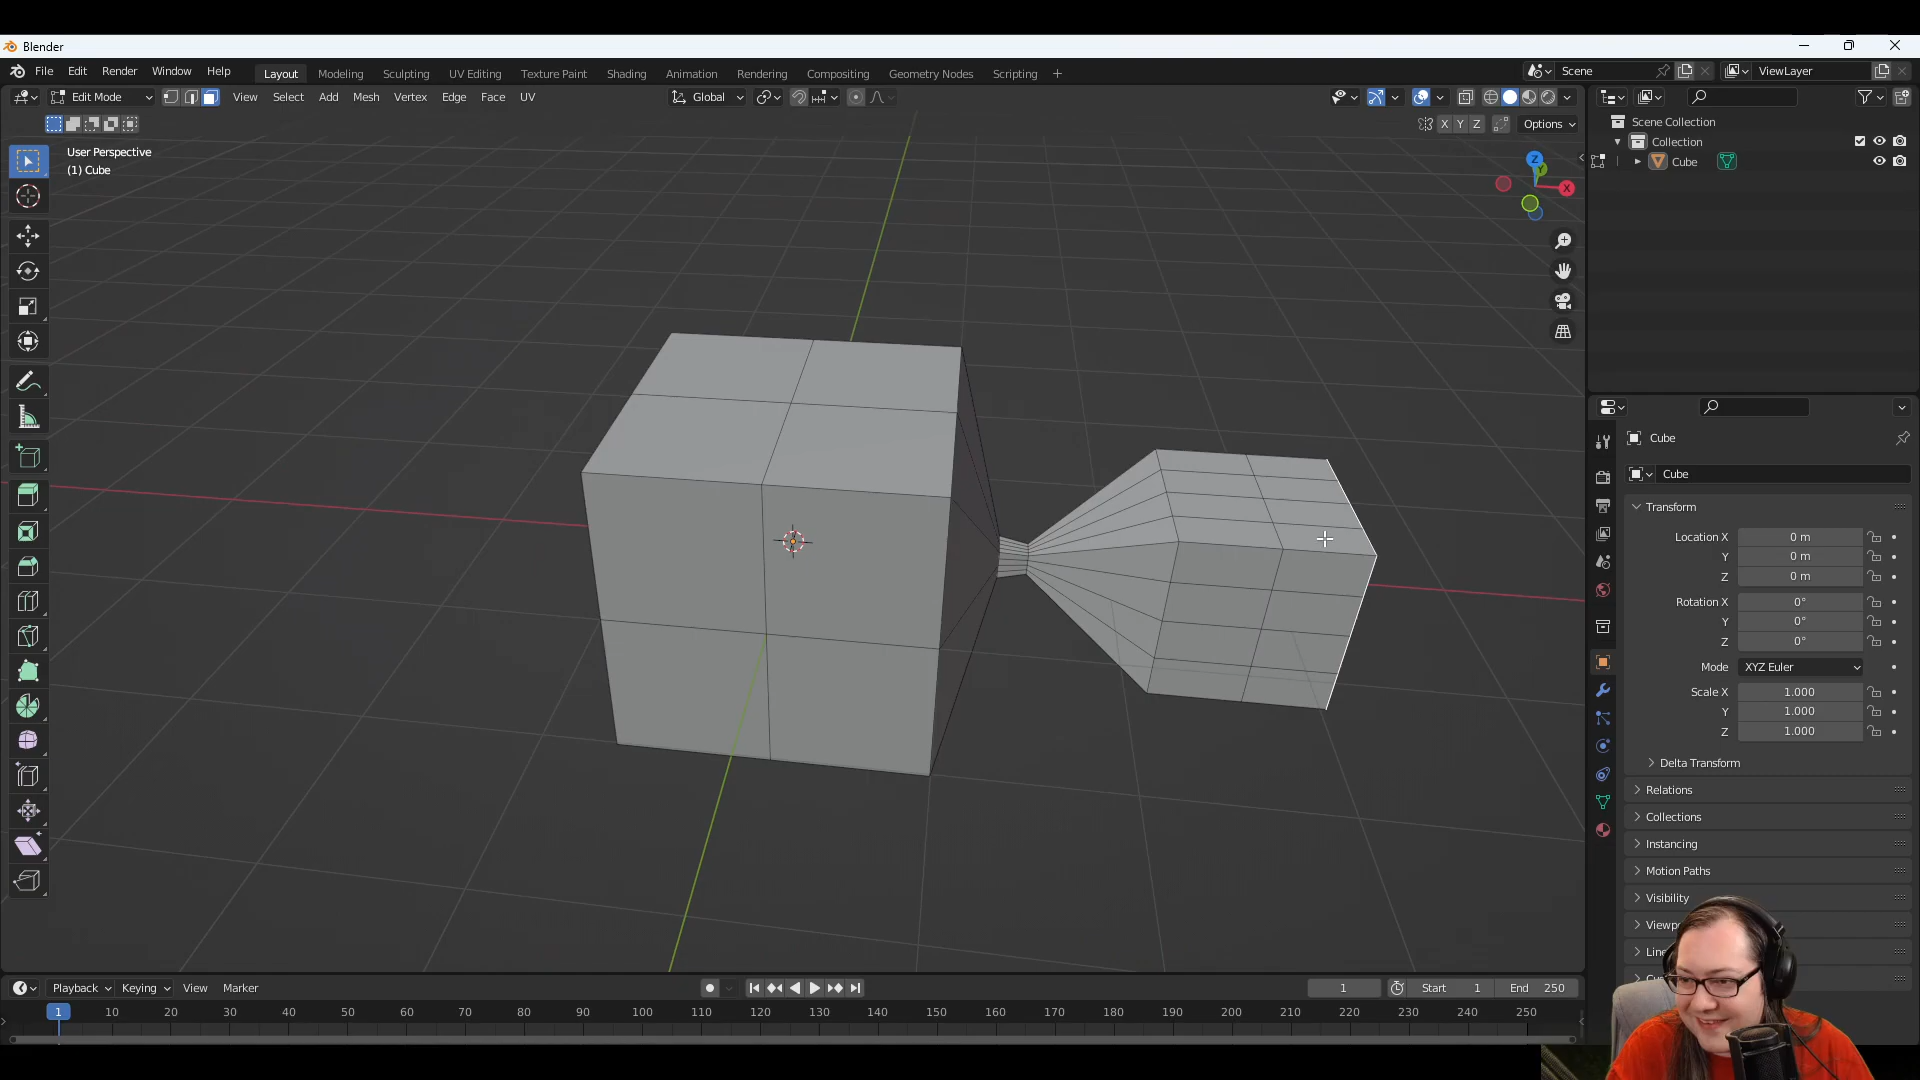 Blender
File Edit Render Window Help Layout Modeling Sculpting UV Editing Texture Paint Shading Animation Rendering Compositing Geometry Nodes Scripting + Scene ViewLayer
Edit Mode View Select Add Mesh Vertex Edge Face UV Global
X Y Z Options
User Perspective
(1) Cube
Z
Y
X
Scene Collection
Collection
Cube
Cube
Cube
Transform
Location X 0 m
Y 0 m
Z 0 m
Rotation X 0°
Y 0°
Z 0°
Mode XYZ Euler
Scale X 1.000
Y 1.000
Z 1.000
Delta Transform
Relations
Collections
Instancing
Motion Paths
Visibility
Playback Keying View Marker 1 Start 1 End 250
1 10 20 30 40 50 60 70 80 90 100 110 120 130 140 150 160 170 180 190 200 210 220 230 240 250